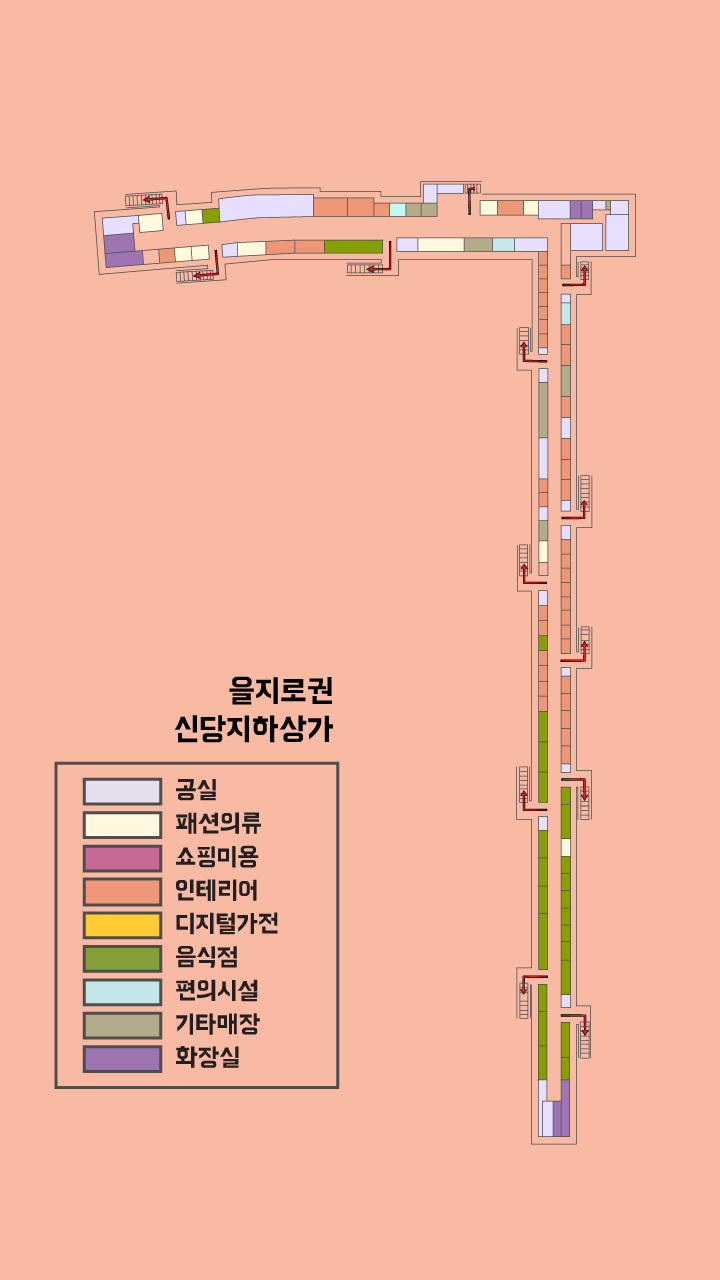 을지로권
신당지하상가
공실
패션의류
쇼핑미용
인테리어
디지털가전
음식점
편의시설
기타매장
화장실